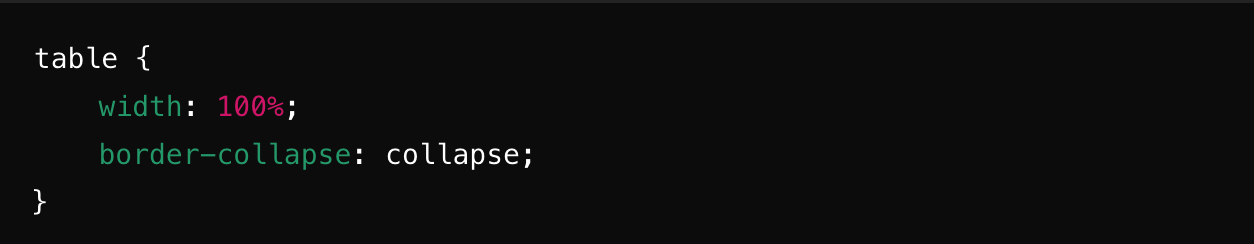 table {
    width: 100%;
    border-collapse: collapse;
}